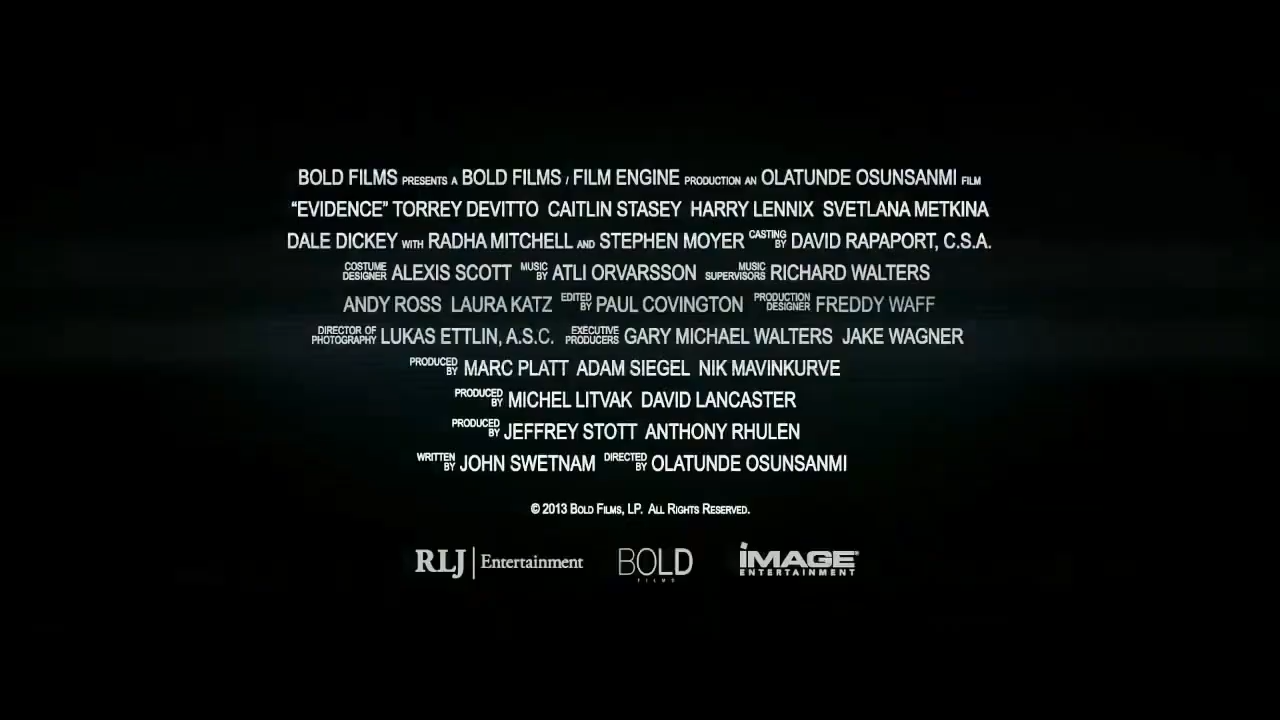 BOLD FILMS PRESENTS A BOLD FILMS / FILM ENGINE PRODUCTION AN OLATUNDE OSUNSANMI FILM
“EVIDENCE” TORREY DEVITTO CAITLIN STASEY HARRY LENNIX SVETLANA METKINA
DALE DICKEY WITH RADHA MITCHELL AND STEPHEN MOYER CASTING BY DAVID RAPAPORT, C.S.A.
COSTUME DESIGNER ALEXIS SCOTT MUSIC BY ATLI ORVARSSON MUSIC SUPERVISORS RICHARD WALTERS
ANDY ROSS LAURA KATZ EDITED BY PAUL COVINGTON PRODUCTION DESIGNER FREDDY WAFF
DIRECTOR OF PHOTOGRAPHY LUKAS ETTLIN, A.S.C. EXECUTIVE PRODUCERS GARY MICHAEL WALTERS JAKE WAGNER
PRODUCED BY MARC PLATT ADAM SIEGEL NIK MAVINKURVE
PRODUCED BY MICHEL LITVAK DAVID LANCASTER
PRODUCED BY JEFFREY STOTT ANTHONY RHULEN
WRITTEN BY JOHN SWETNAM DIRECTED BY OLATUNDE OSUNSANMI
© 2013 BOLD FILMS, LP. ALL RIGHTS RESERVED.
RLJ Entertainment BOLD FILMS iMAGE ENTERTAINMENT